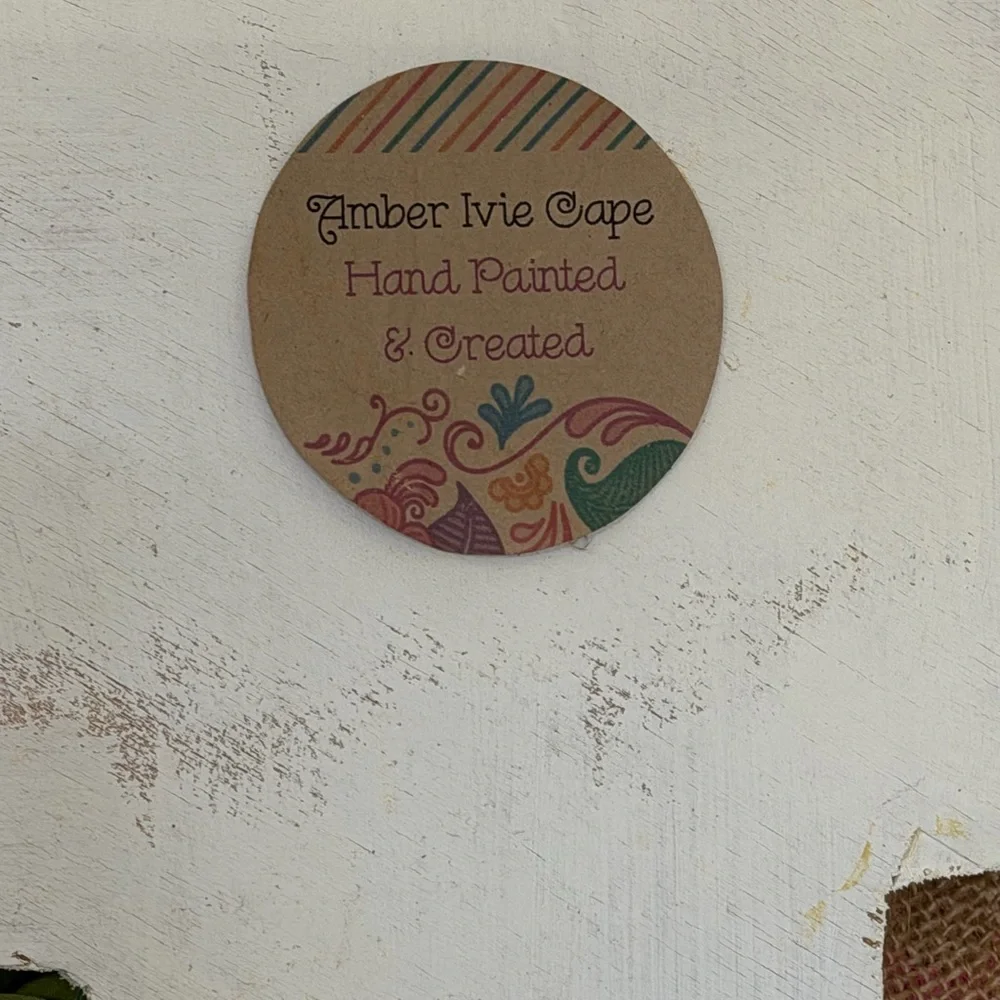 Amber Ivie Cape
Hand Painted
& Created